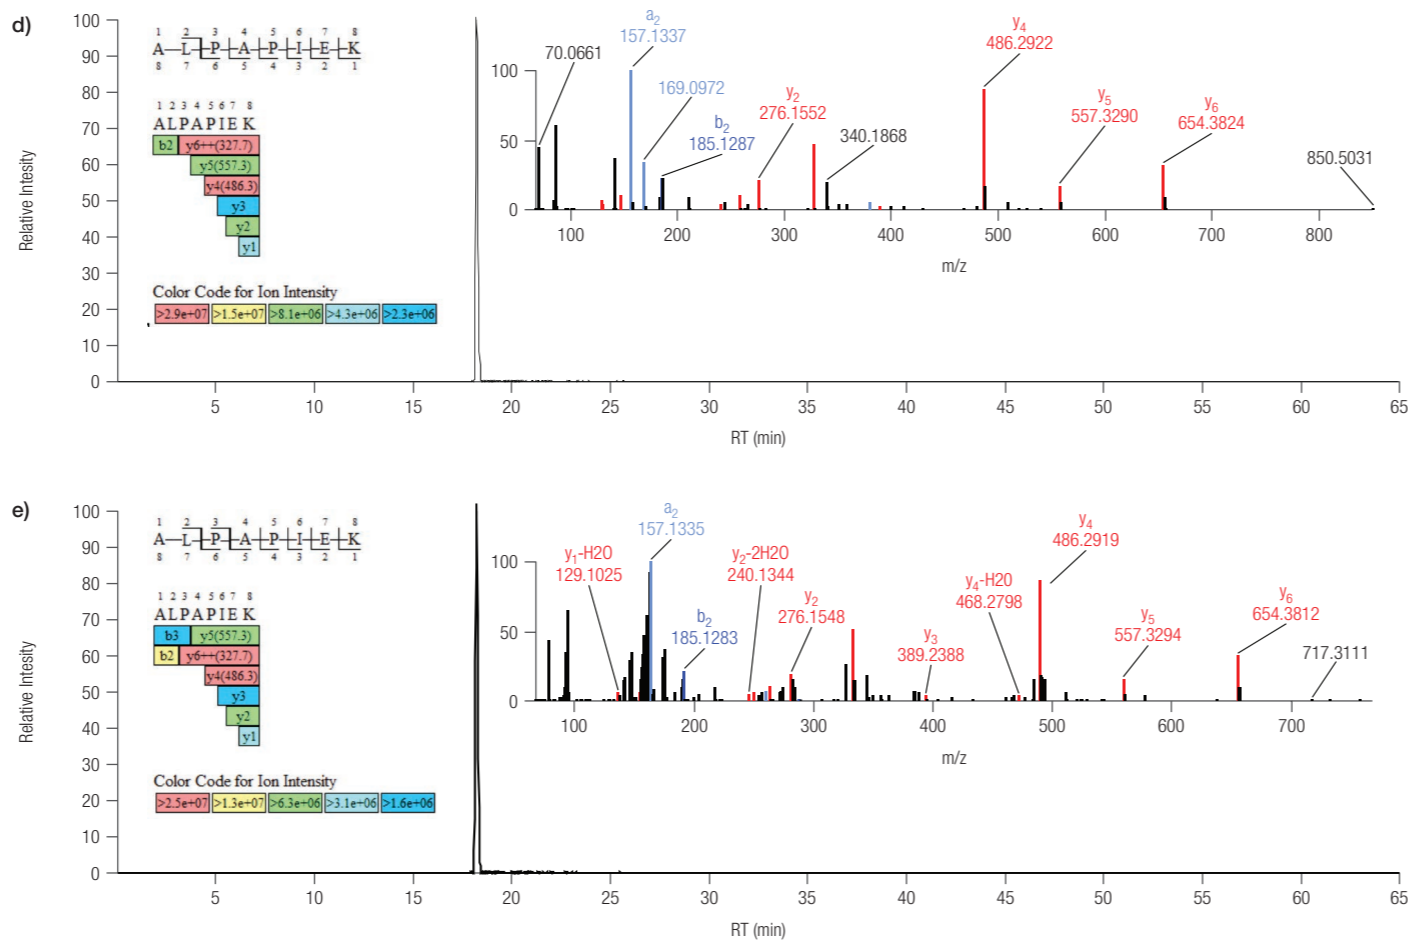 d)
Relative Intesity
100
90
80
70
60
50
40
30
20
10
0
1 2 3 4 5 6 7 8
A L P A P I E K
8 7 6 5 4 3 2 1
1 2 3 4 5 6 7 8
ALPAPIEK
b2 y6++(327.7)
y5(557.3)
y4(486.3)
y3
y2
y1
Color Code for Ion Intensity
>2.9e+07 >1.5e+07 >8.1e+06 >4.3e+06 >2.3e+06
100
50
0
70.0661
a2
157.1337
169.0972
b2
185.1287
y2
276.1552
340.1868
y4
486.2922
y5
557.3290
y6
654.3824
850.5031
100 200 300 400 500 600 700 800
m/z
5 10 15 20 25 30 35 40 45 50 55 60 65
RT (min)
e)
Relative Intesity
100
90
80
70
60
50
40
30
20
10
0
1 2 3 4 5 6 7 8
A L P A P I E K
8 7 6 5 4 3 2 1
1 2 3 4 5 6 7 8
ALPAPIEK
b3 y5(557.3)
b2 y6++(327.7)
y4(486.3)
y3
y2
y1
Color Code for Ion Intensity
>2.5e+07 >1.3e+07 >6.3e+06 >3.1e+06 >1.6e+06
100
50
0
y1-H2O
129.1025
a2
157.1335
b2
185.1283
y2-2H2O
240.1344
y2
276.1548
y3
389.2388
y4-H2O
468.2798
y4
486.2919
y5
557.3294
y6
654.3812
717.3111
100 200 300 400 500 600 700
m/z
5 10 15 20 25 30 35 40 45 50 55 60 65
RT (min)